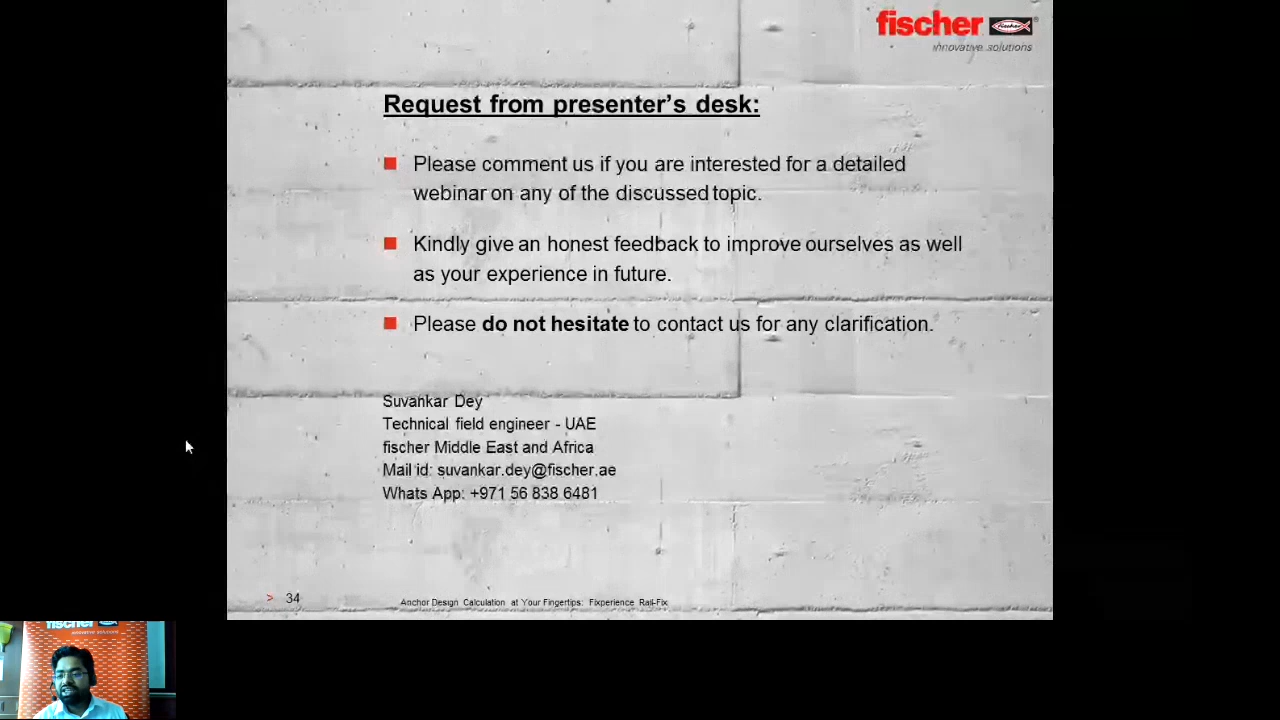 fischer
innovative solutions
Request from presenter's desk:
Please comment us if you are interested for a detailed
webinar on any of the discussed topic.
Kindly give an honest feedback to improve ourselves as well
as your experience in future.
Please do not hesitate to contact us for any clarification.
Suvankar Dey
Technical field engineer - UAE
fischer Middle East and Africa
Mail id: suvankar.dey@fischer.ae
Whats App: +971 56 838 6481
> 34
Anchor Design Calculation at Your Fingertips: Fixperience Rail-Fix
fischer
innovative solutions